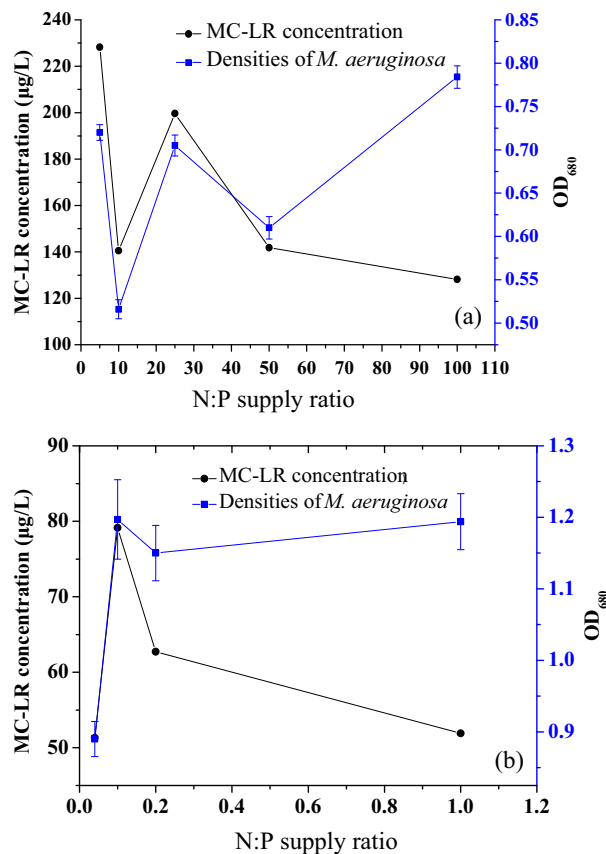 240
220
200
180
160
140
120
100
MC-LR concentration (µg/L)
MC-LR concentration
Densities of M. aeruginosa
0.85
0.80
0.75
0.70
0.65
0.60
0.55
0.50
OD680
(a)
0 10 20 30 40 50 60 70 80 90 100 110
N:P supply ratio
90
80
70
60
50
MC-LR concentration (µg/L)
MC-LR concentration
Densities of M. aeruginosa
1.3
1.2
1.1
1.0
0.9
OD680
(b)
0.0 0.2 0.4 0.6 0.8 1.0 1.2
N:P supply ratio